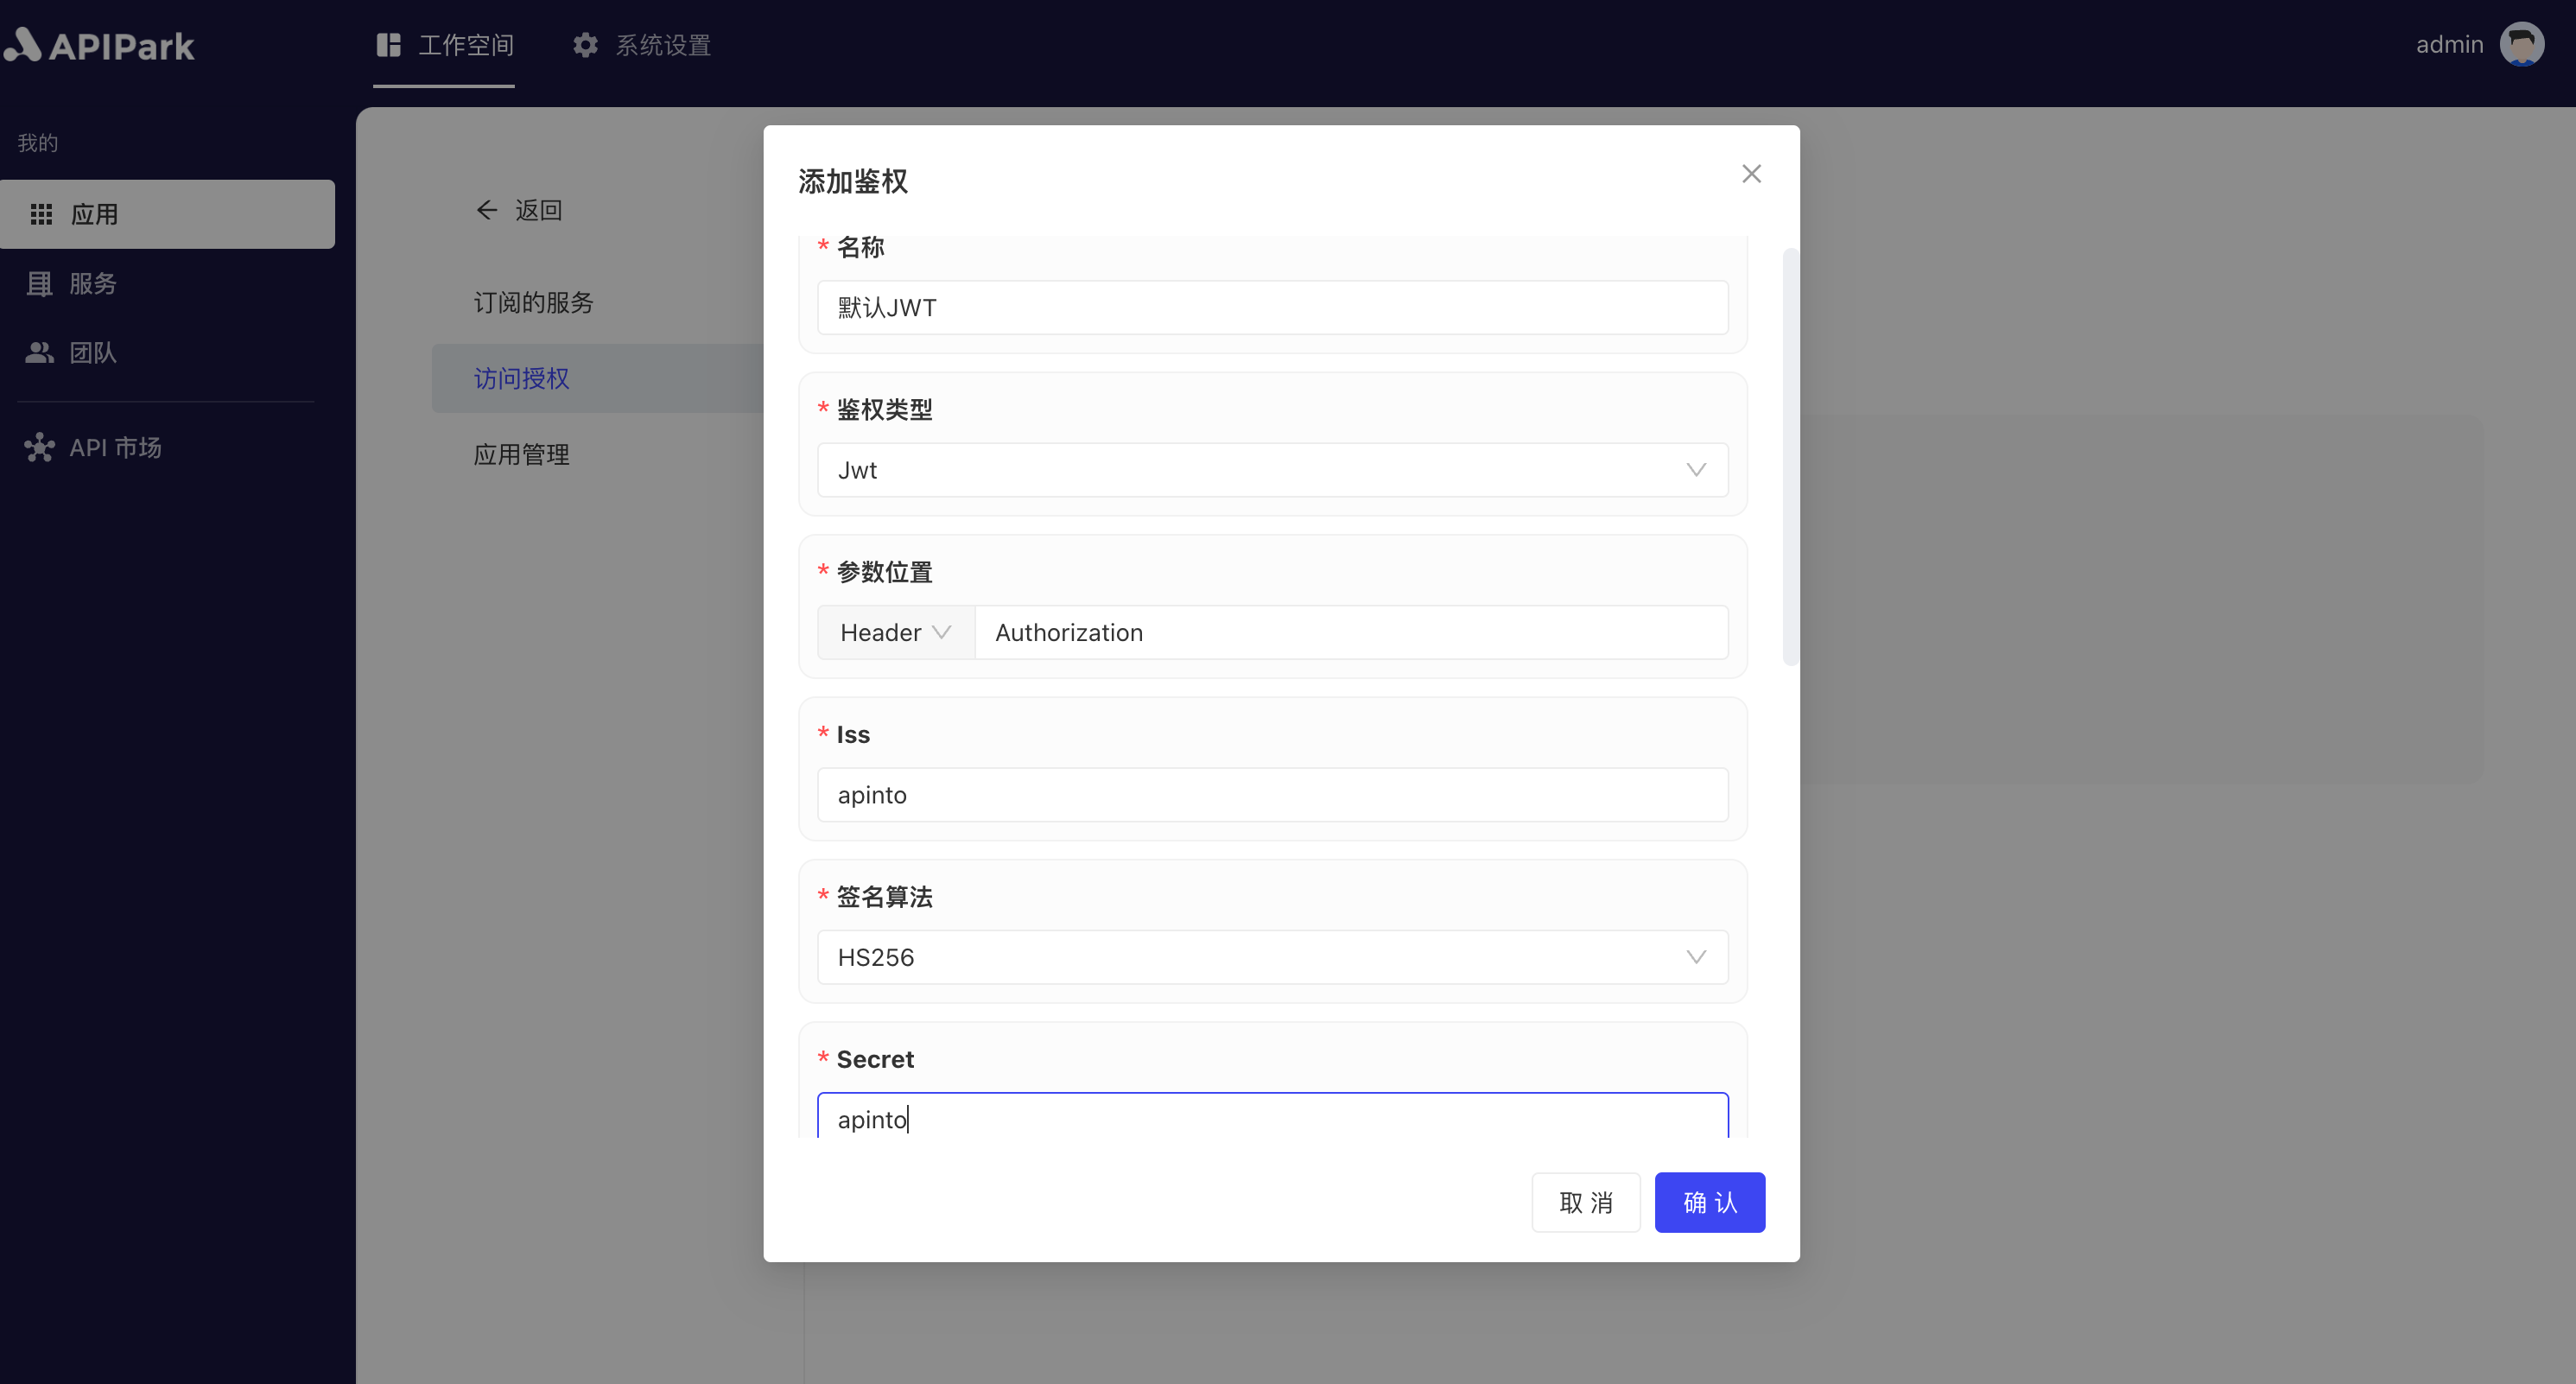 APIPark
工作空间
系统设置
admin
我的
应用
服务
团队
API 市场
返回
订阅的服务
访问授权
应用管理
添加鉴权
* 名称
默认JWT
* 鉴权类型
Jwt
* 参数位置
Header
Authorization
* Iss
apinto
* 签名算法
HS256
* Secret
apinto
取 消
确 认